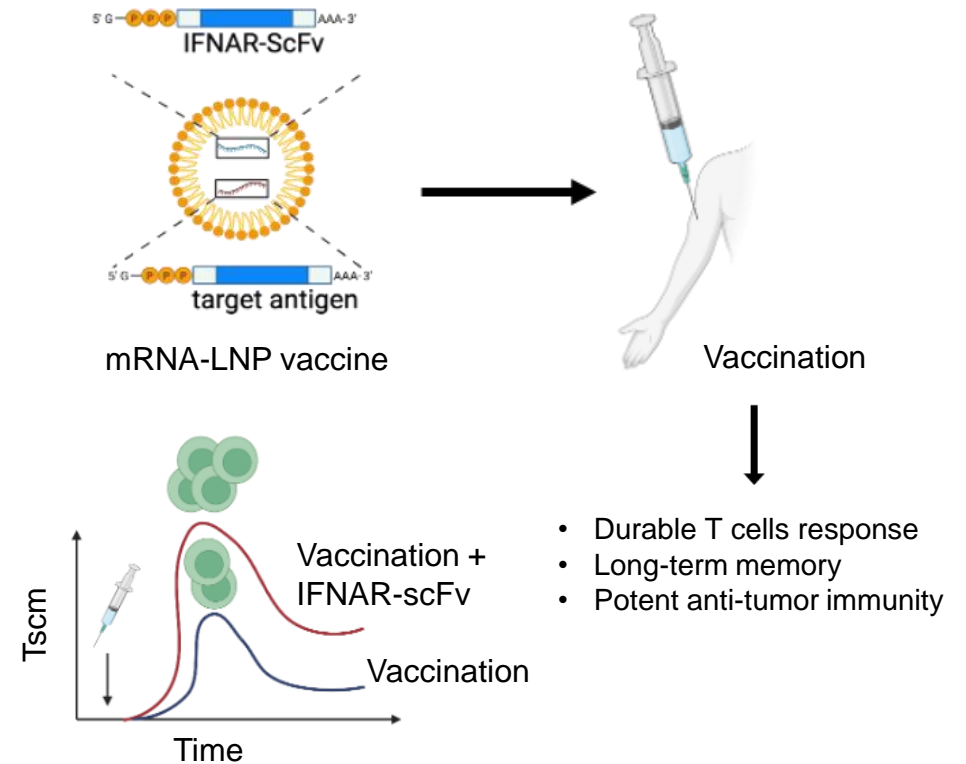 5' G P P P AAA-3'
IFNAR-ScFv
5' G P P P AAA-3'
target antigen
mRNA-LNP vaccine
Vaccination
• Durable T cells response
• Long-term memory
• Potent anti-tumor immunity
Vaccination +
IFNAR-scFv
Vaccination
Tscm
Time